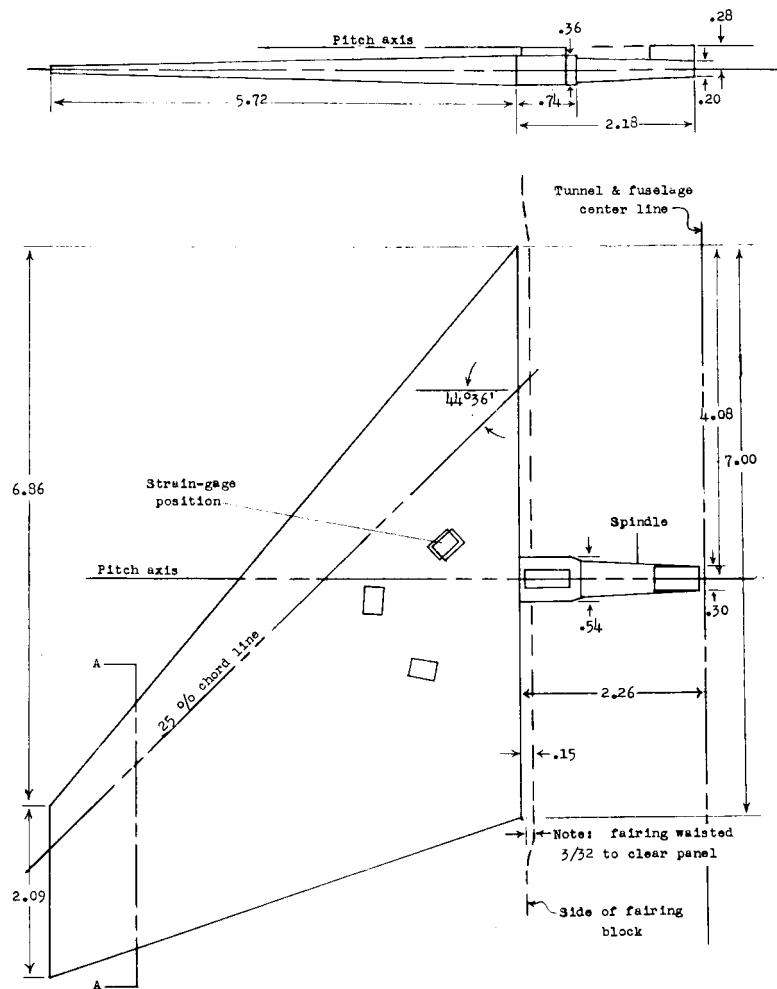 .28
.36
Pitch axis
5.72
.74
.20
2.18
Tunnel & fuselage
center line
44°36'
4.08
7.00
6.86
Strain-gage
position
Spindle
Pitch axis
.30
.54
A
25 % chord line
2.26
.15
Note: fairing waisted
3/32 to clear panel
2.09
Side of fairing
block
A